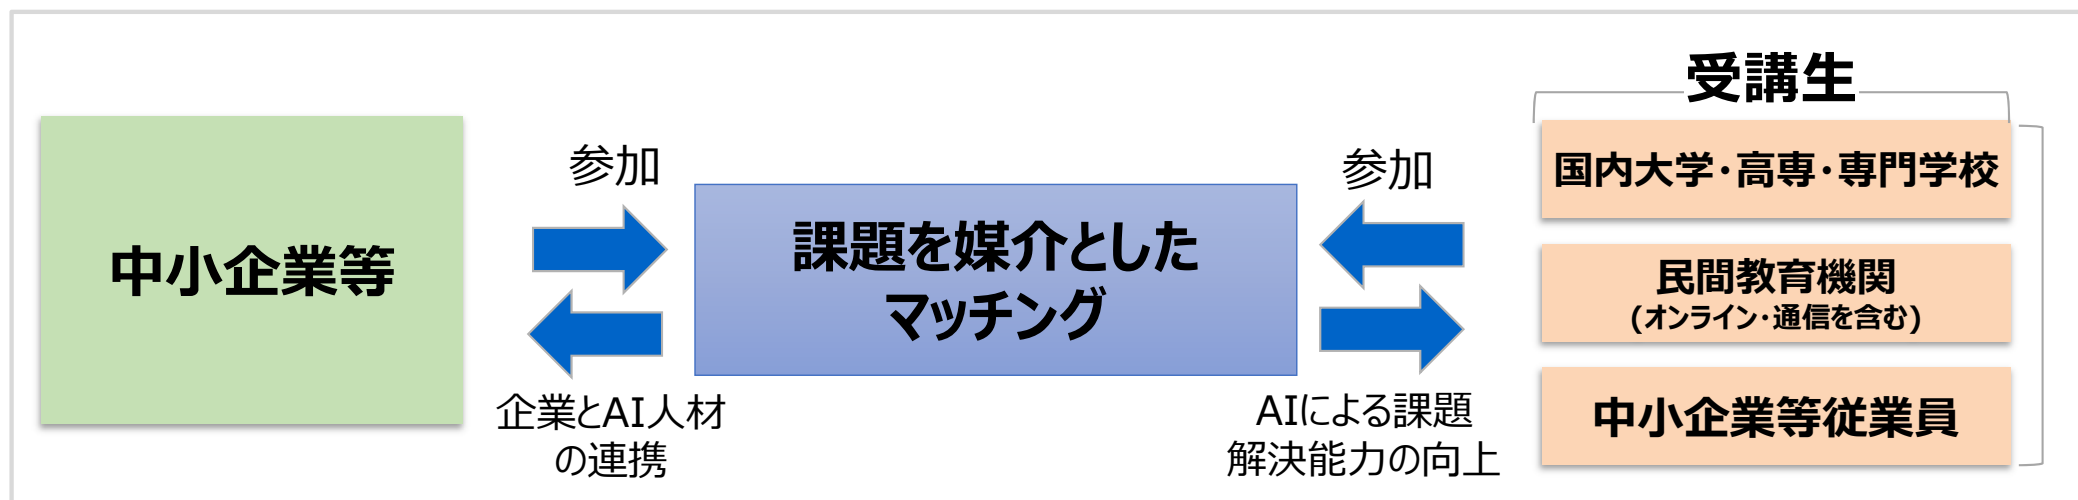 中小企業等
参加
企業とAI人材
の連携
課題を媒介とした
マッチング
参加
AIによる課題
解決能力の向上
受講生
国内大学・高専・専門学校
民間教育機関
(オンライン・通信を含む)
中小企業等従業員